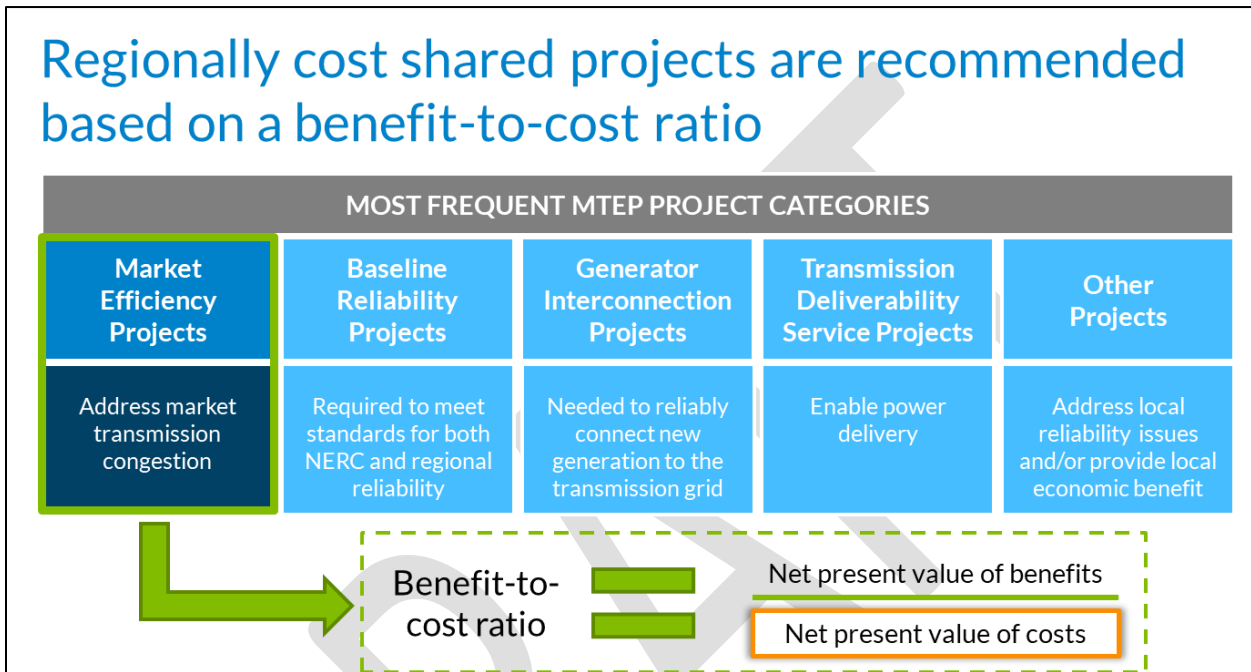 Regionally cost shared projects are recommended
based on a benefit-to-cost ratio
MOST FREQUENT MTEP PROJECT CATEGORIES
Market
Efficiency
Projects
Baseline
Reliability
Projects
Generator
Interconnection
Projects
Transmission
Deliverability
Service Projects
Other
Projects
Address market
transmission
congestion
Required to meet
standards for both
NERC and regional
reliability
Needed to reliably
connect new
generation to the
transmission grid
Enable power
delivery
Address local
reliability issues
and/or provide local
economic benefit
Benefit-to-
cost ratio
Net present value of benefits
Net present value of costs